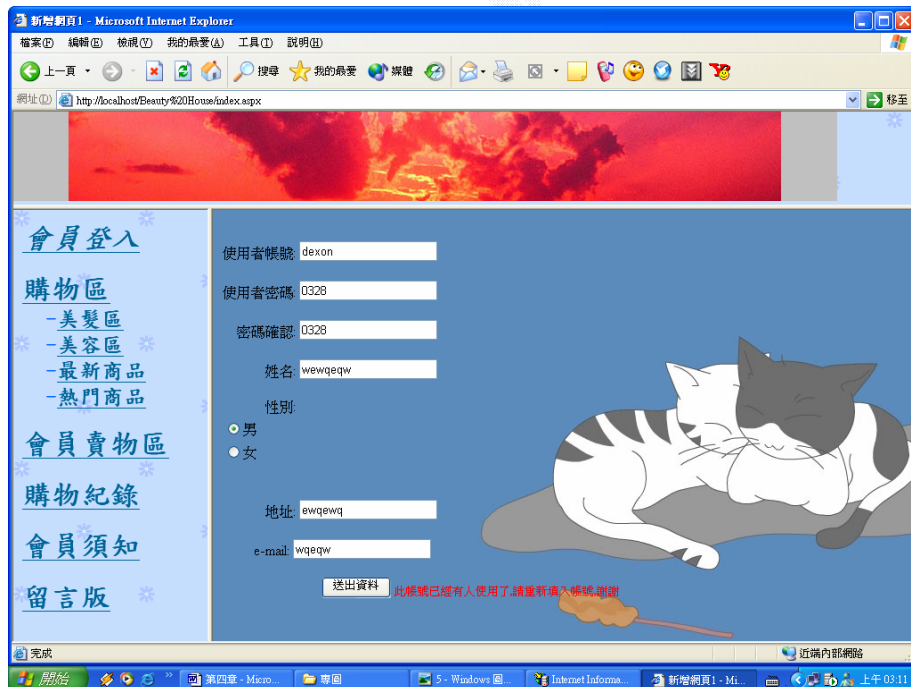 新增網頁1 - Microsoft Internet Explorer
檔案(F) 編輯(E) 檢視(V) 我的最愛(A) 工具(T) 說明(H)
上一頁 搜尋 我的最愛 媒體
網址(D) http://localhost/Beauty%20House/index.aspx 移至
會員登入
購物區
-美髮區
-美容區
-最新商品
-熱門商品
會員賣物區
購物紀錄
會員須知
留言版
使用者帳號: dexon
使用者密碼: 0328
密碼確認: 0328
姓名: wewqeqw
性別:
男
女
地址: ewqewq
e-mail: wqeqw
送出資料 此帳號已經有人使用了,請重新填入帳號,謝謝
完成 近端內部網路
開始 第四章 - Micro... 專圖 5 - Windows 圖... Internet Informa... 新增網頁1 - Mi... 上午 03:11